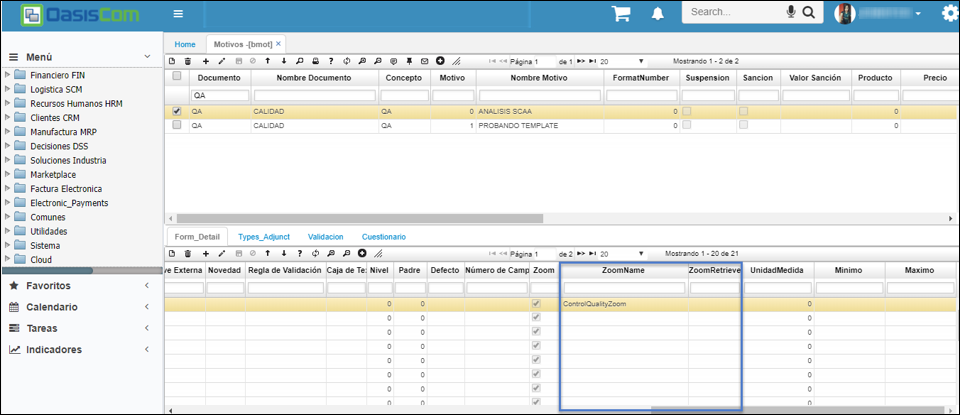 OasisCom
Search...
Menú
Financiero FIN
Logistica SCM
Recursos Humanos HRM
Clientes CRM
Manufactura MRP
Decisiones DSS
Soluciones Industria
Marketplace
Factura Electronica
Electronic_Payments
Comunes
Utilidades
Sistema
Cloud
Favoritos
Calendario
Tareas
Indicadores
Home Motivos -[bmot] ×
Página 1 de 1 20 Mostrando 1 - 2 de 2
Documento Nombre Documento Concepto Motivo Nombre Motivo FormatNumber Suspension Sancion Valor Sanción Producto Precio
QA
QA CALIDAD QA 0 ANALISIS SCAA 0 0
QA CALIDAD QA 1 PROBANDO TEMPLATE 0 0
Form_Detail Types_Adjunct Validacion Cuestionario
Página 1 de 2 20 Mostrando 1 - 20 de 21
ve Externa Novedad Regla de Validación Caja de Te Nivel Padre Defecto Número de Camp Zoom ZoomName ZoomRetrieve UnidadMedida Minimo Maximo
0 0 ControlQualityZoom 0
0 0 0
0 0 0
0 0 0
0 0 0
0 0 0
0 0 0
0 0 0